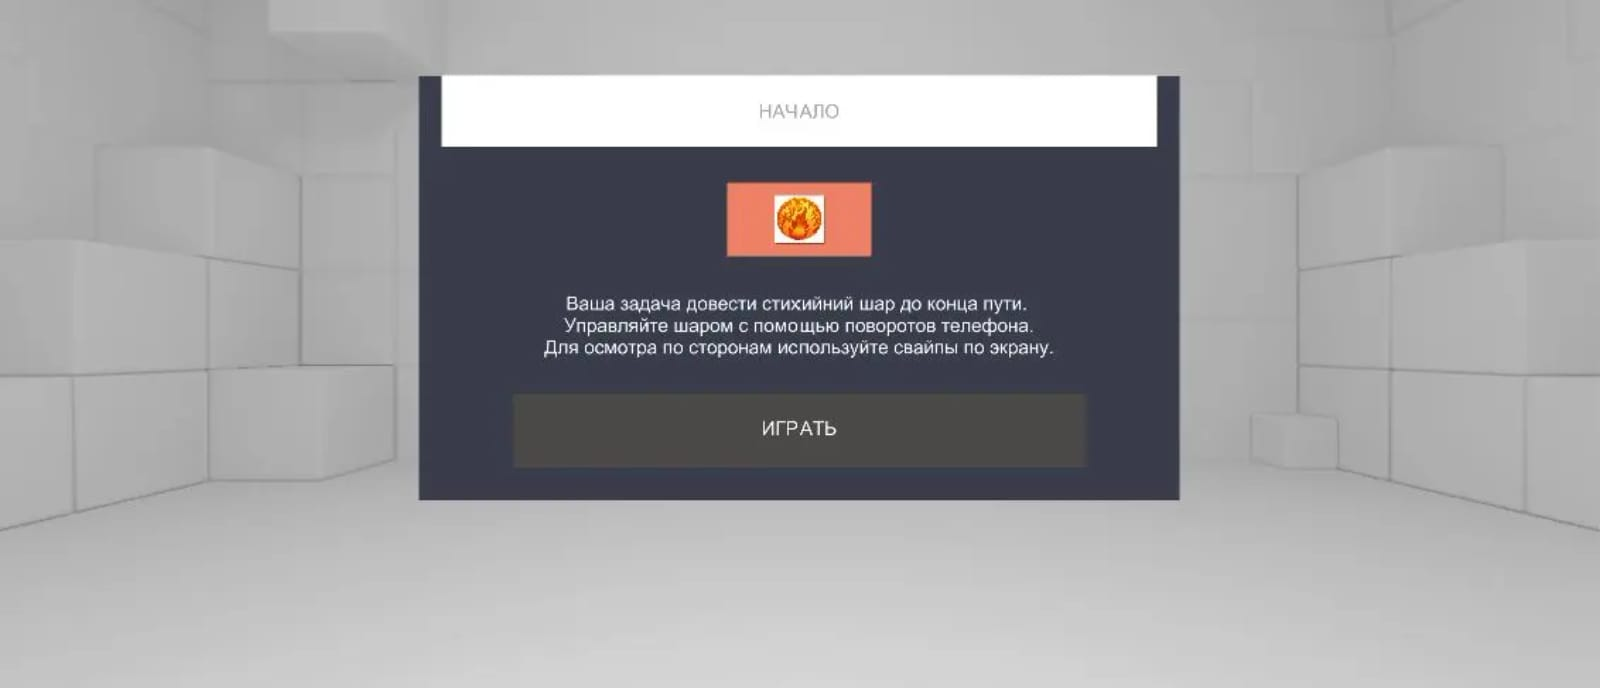 НАЧАЛО
Ваша задача довести стихийний шар до конца пути.
Управляйте шаром с помощью поворотов телефона.
Для осмотра по сторонам используйте свайпы по экрану.
ИГРАТЬ